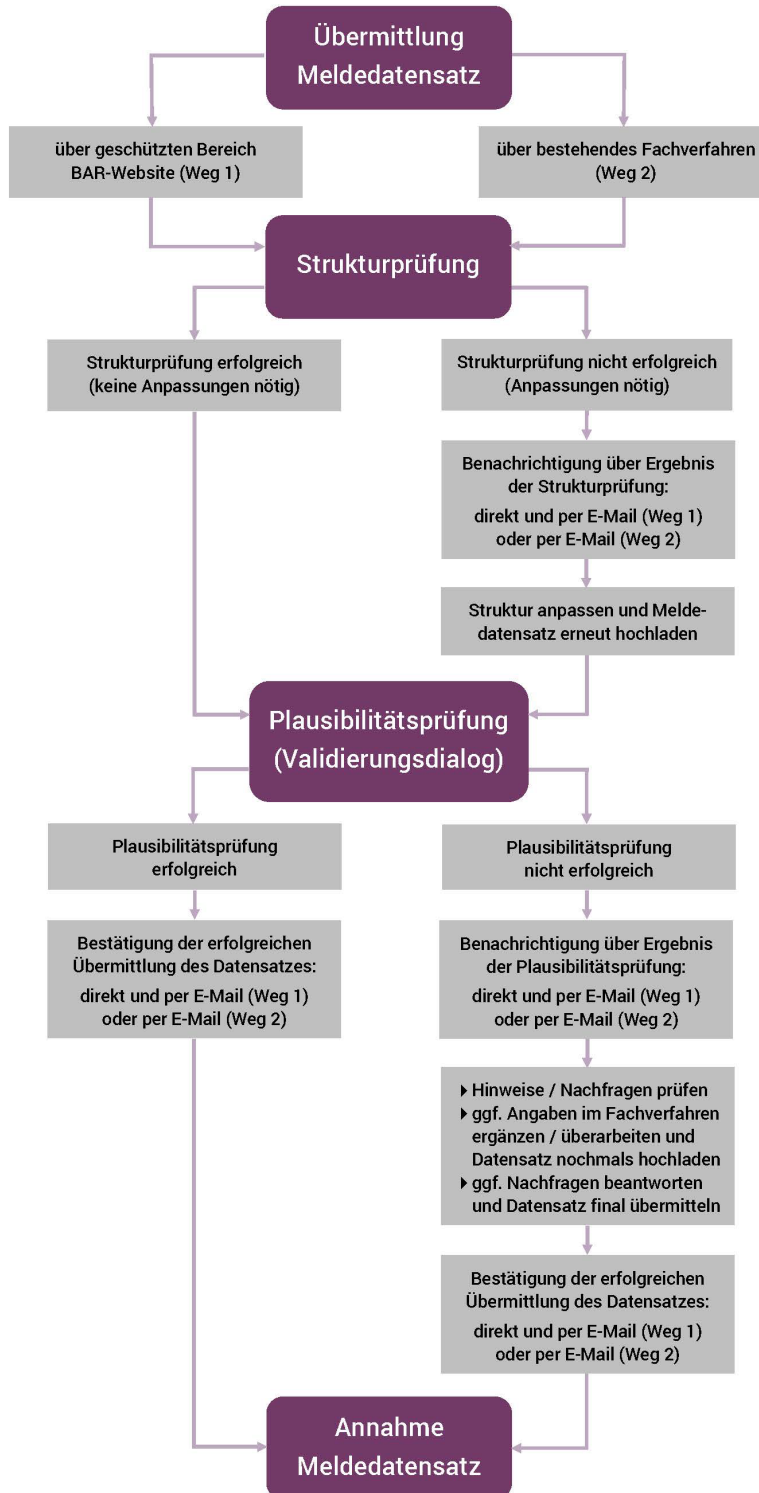 Übermittlung
Meldedatensatz
über geschützten Bereich
BAR-Website (Weg 1)
über bestehendes Fachverfahren
(Weg 2)
Strukturprüfung
Strukturprüfung erfolgreich
(keine Anpassungen nötig)
Strukturprüfung nicht erfolgreich
(Anpassungen nötig)
Benachrichtigung über Ergebnis
der Strukturprüfung:
direkt und per E-Mail (Weg 1)
oder per E-Mail (Weg 2)
Struktur anpassen und Melde-
datensatz erneut hochladen
Plausibilitätsprüfung
(Validierungsdialog)
Plausibilitätsprüfung
erfolgreich
Bestätigung der erfolgreichen
Übermittlung des Datensatzes:
direkt und per E-Mail (Weg 1)
oder per E-Mail (Weg 2)
Plausibilitätsprüfung
nicht erfolgreich
Benachrichtigung über Ergebnis
der Plausibilitätsprüfung:
direkt und per E-Mail (Weg 1)
oder per E-Mail (Weg 2)
Hinweise / Nachfragen prüfen
ggf. Angaben im Fachverfahren
ergänzen / überarbeiten und
Datensatz nochmals hochladen
ggf. Nachfragen beantworten
und Datensatz final übermitteln
Bestätigung der erfolgreichen
Übermittlung des Datensatzes:
direkt und per E-Mail (Weg 1)
oder per E-Mail (Weg 2)
Annahme
Meldedatensatz